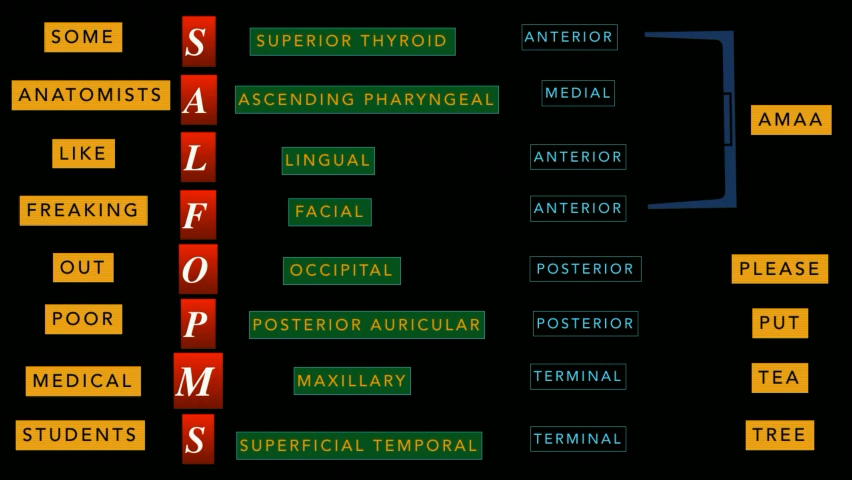 SOME S SUPERIOR THYROID ANTERIOR
ANATOMISTS A ASCENDING PHARYNGEAL MEDIAL
AMAA
LIKE L LINGUAL ANTERIOR
FREAKING F FACIAL ANTERIOR
OUT O OCCIPITAL POSTERIOR PLEASE
POOR P POSTERIOR AURICULAR POSTERIOR PUT
MEDICAL M MAXILLARY TERMINAL TEA
STUDENTS S SUPERFICIAL TEMPORAL TERMINAL TREE